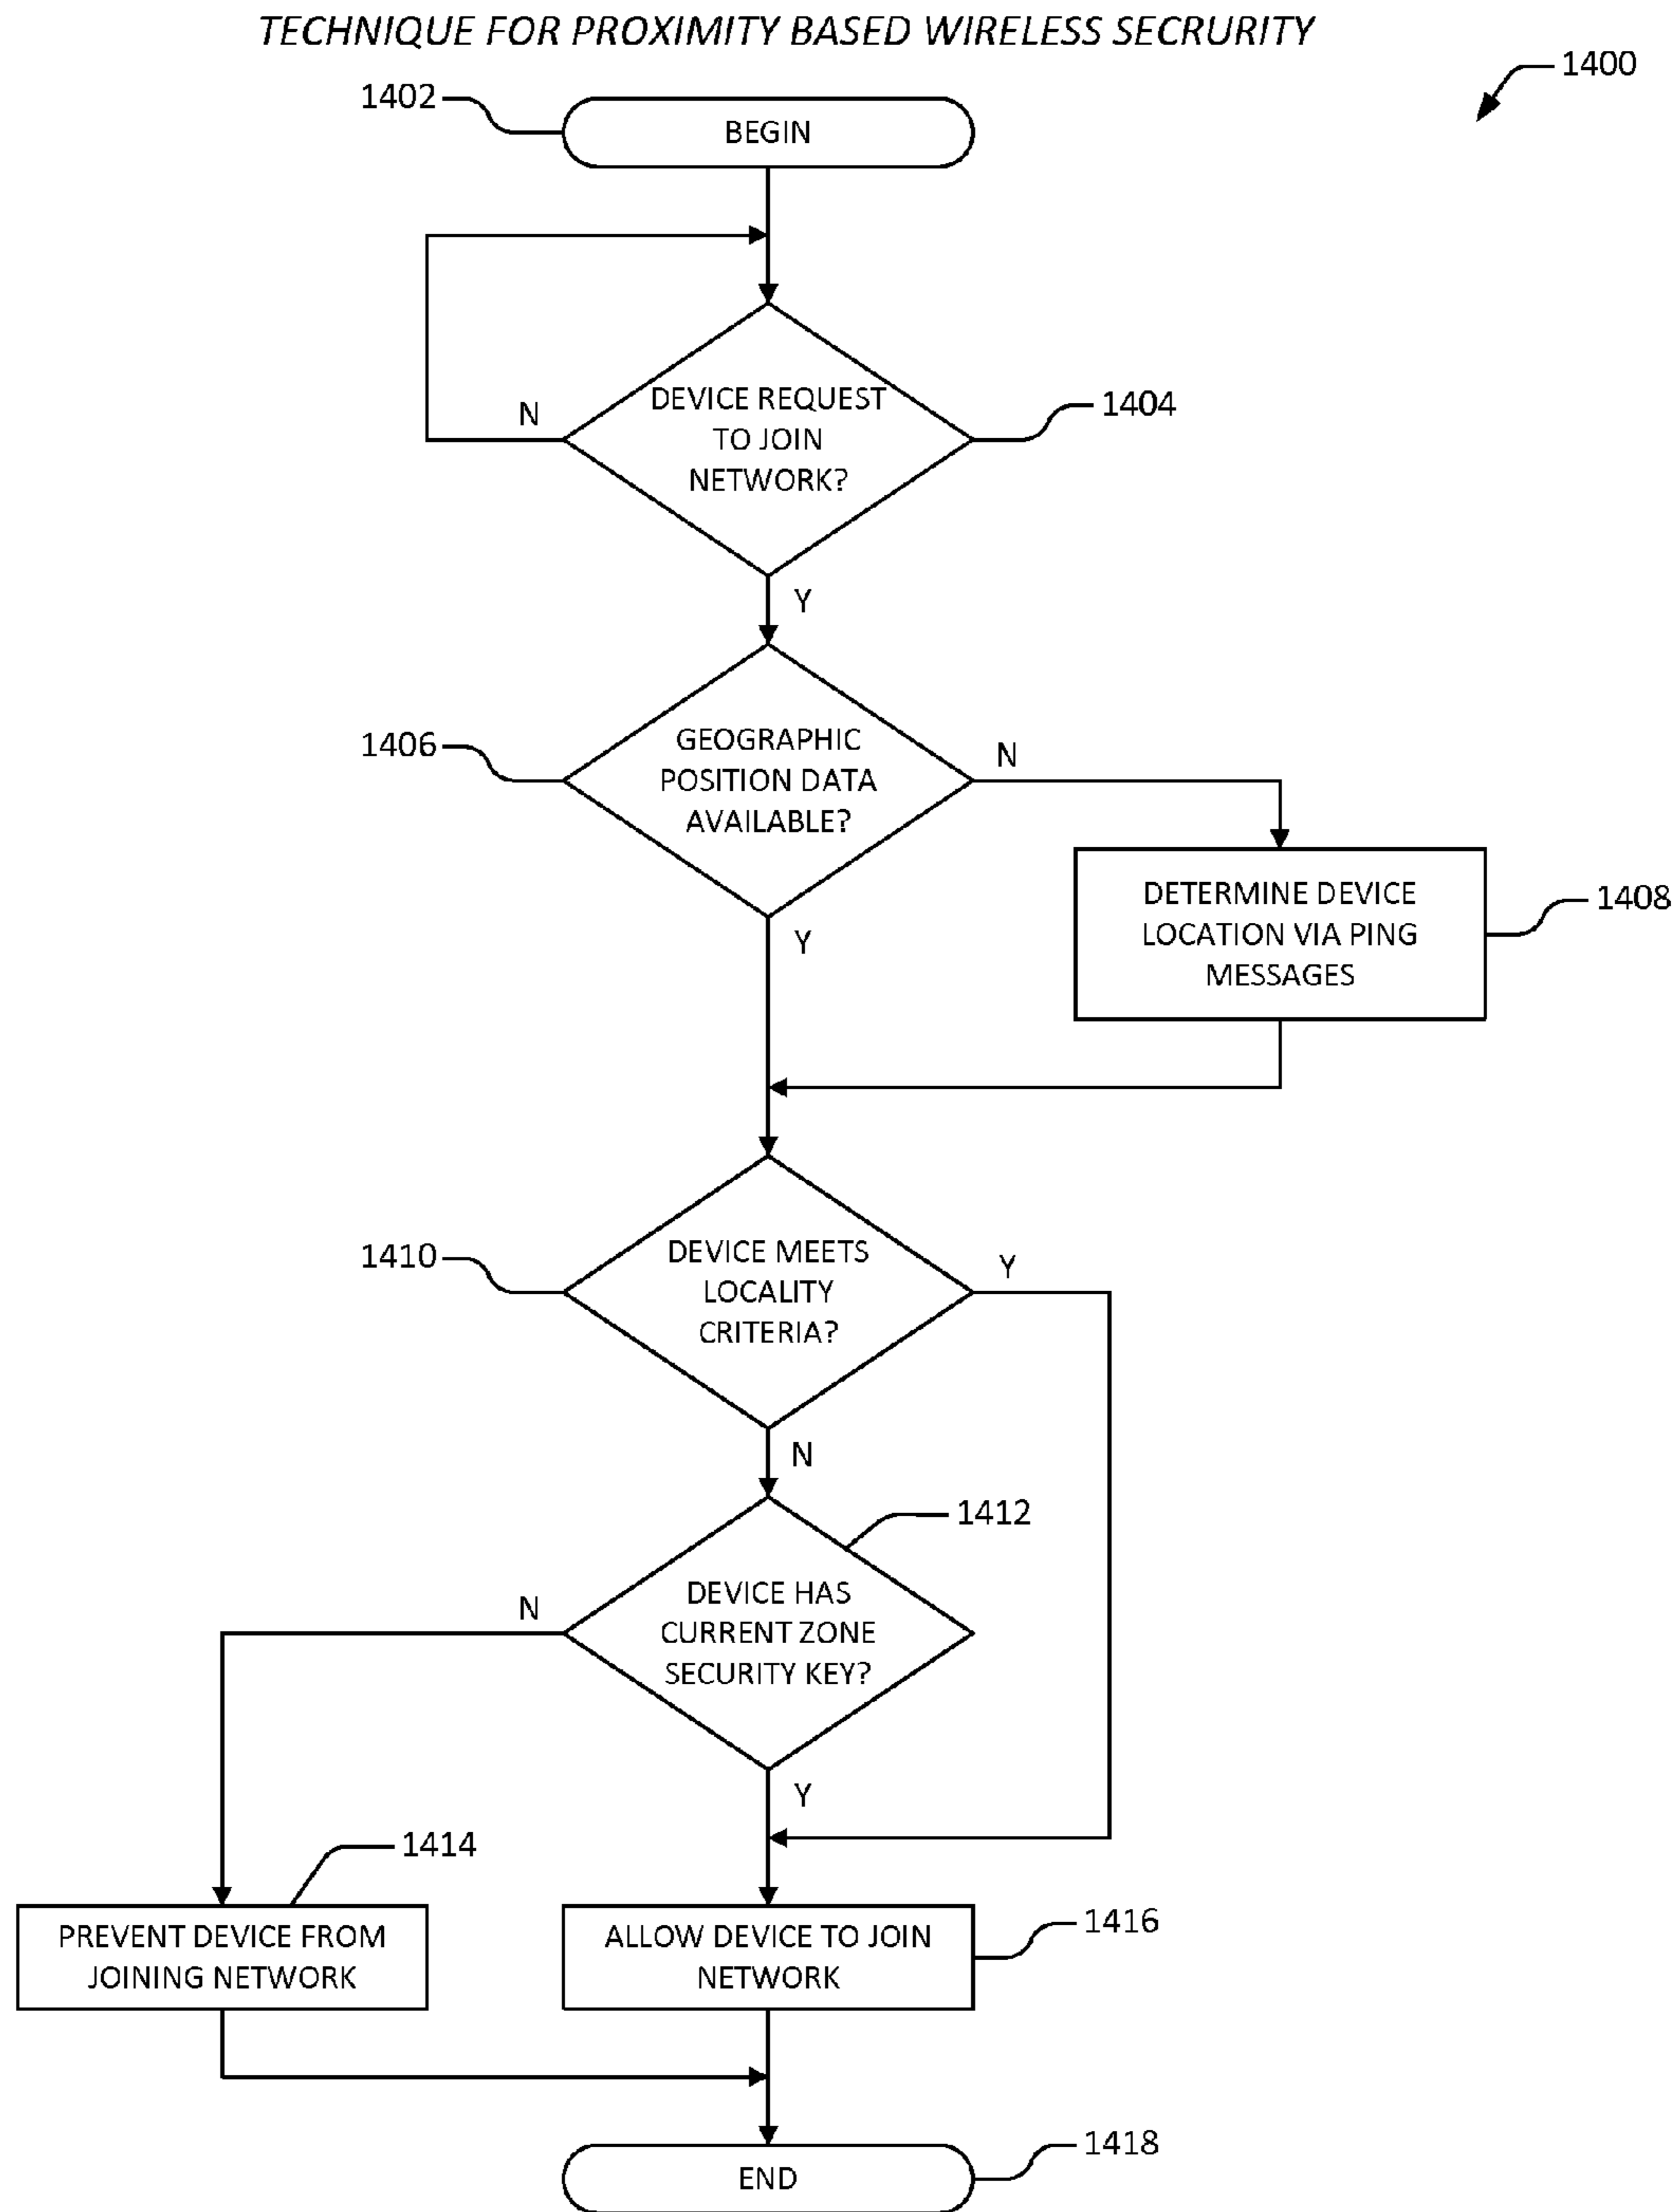 TECHNIQUE FOR PROXIMITY BASED WIRELESS SECRURITY
1400
1402
BEGIN
DEVICE REQUEST
TO JOIN
NETWORK?
N
1404
Y
1406
GEOGRAPHIC
POSITION DATA
AVAILABLE?
N
DETERMINE DEVICE
LOCATION VIA PING
MESSAGES
1408
Y
1410
DEVICE MEETS
LOCALITY
CRITERIA?
Y
N
1412
DEVICE HAS
CURRENT ZONE
SECURITY KEY?
N
Y
1414
PREVENT DEVICE FROM
JOINING NETWORK
ALLOW DEVICE TO JOIN
NETWORK
1416
END
1418